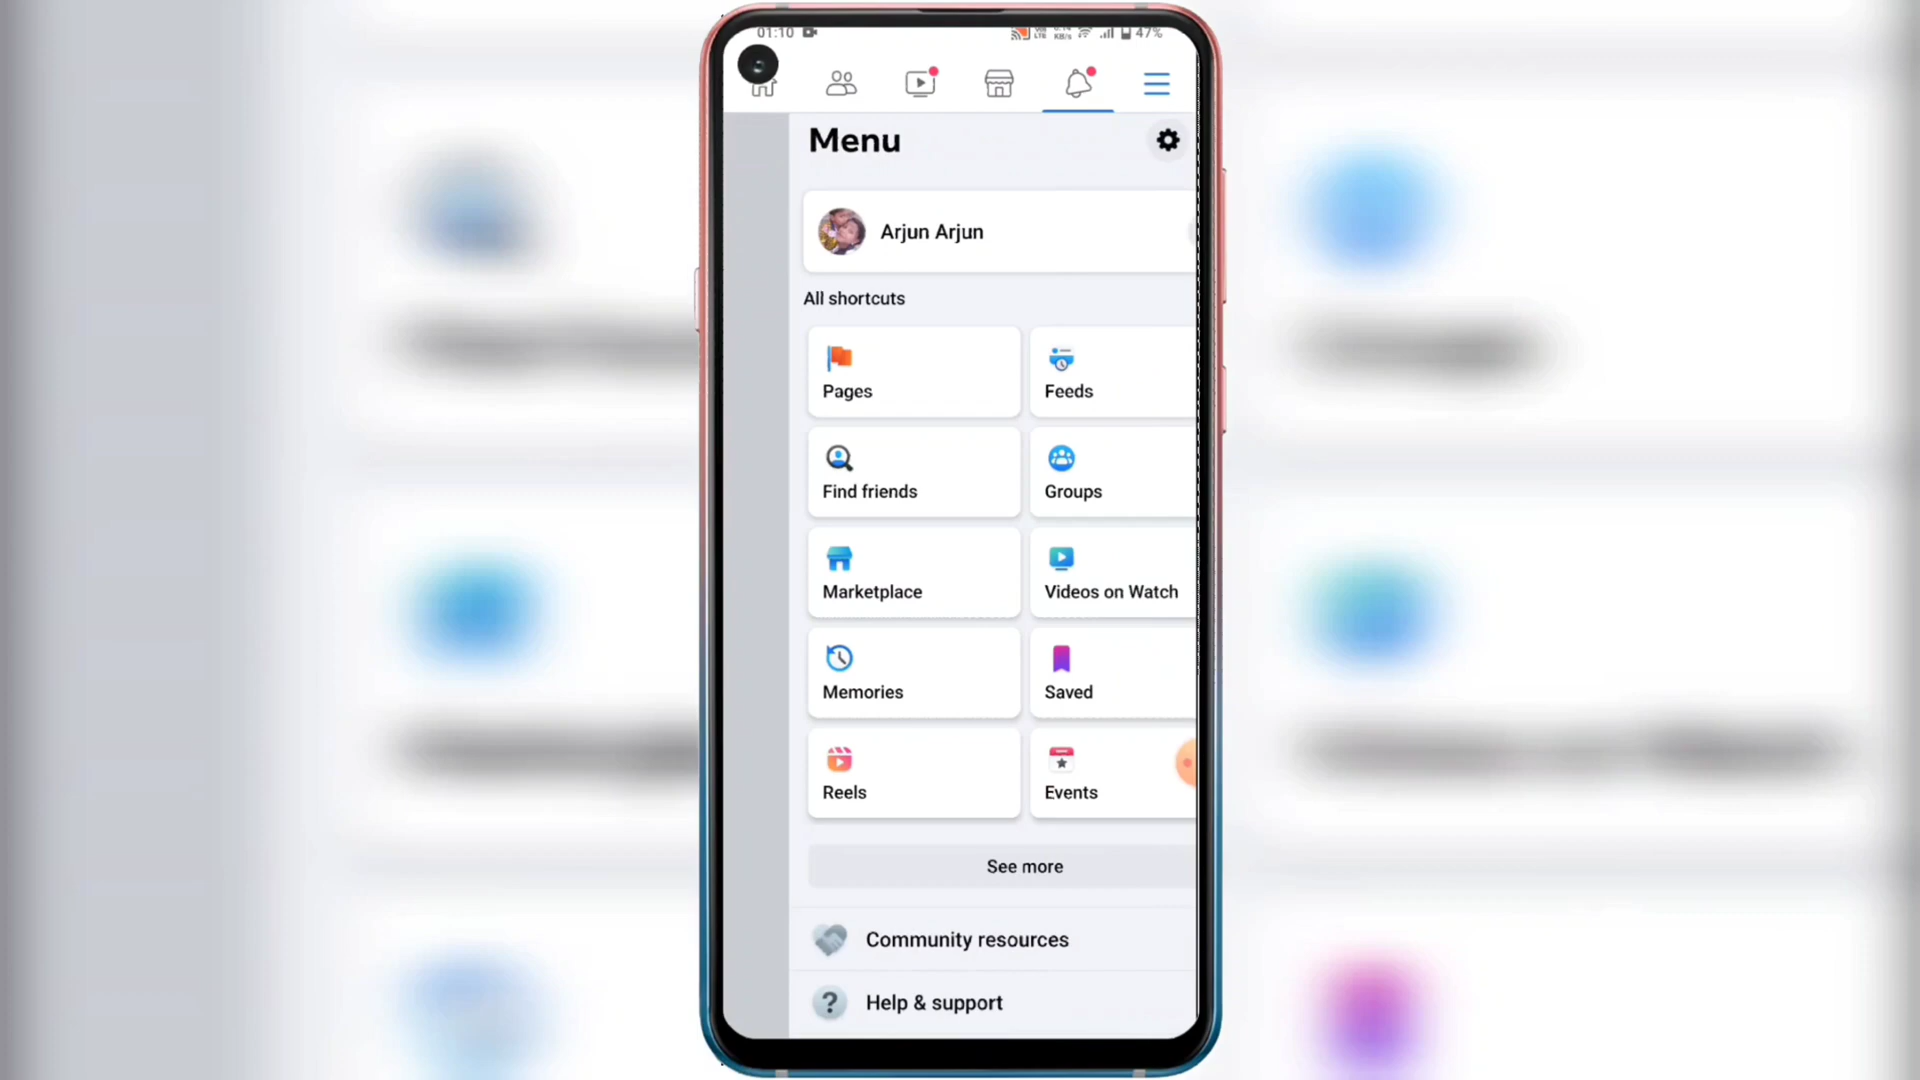 01:10 47%
Menu
Arjun Arjun
All shortcuts
Pages Feeds
Find friends Groups
Marketplace Videos on Watch
Memories Saved
Reels Events
See more
Community resources
Help & support